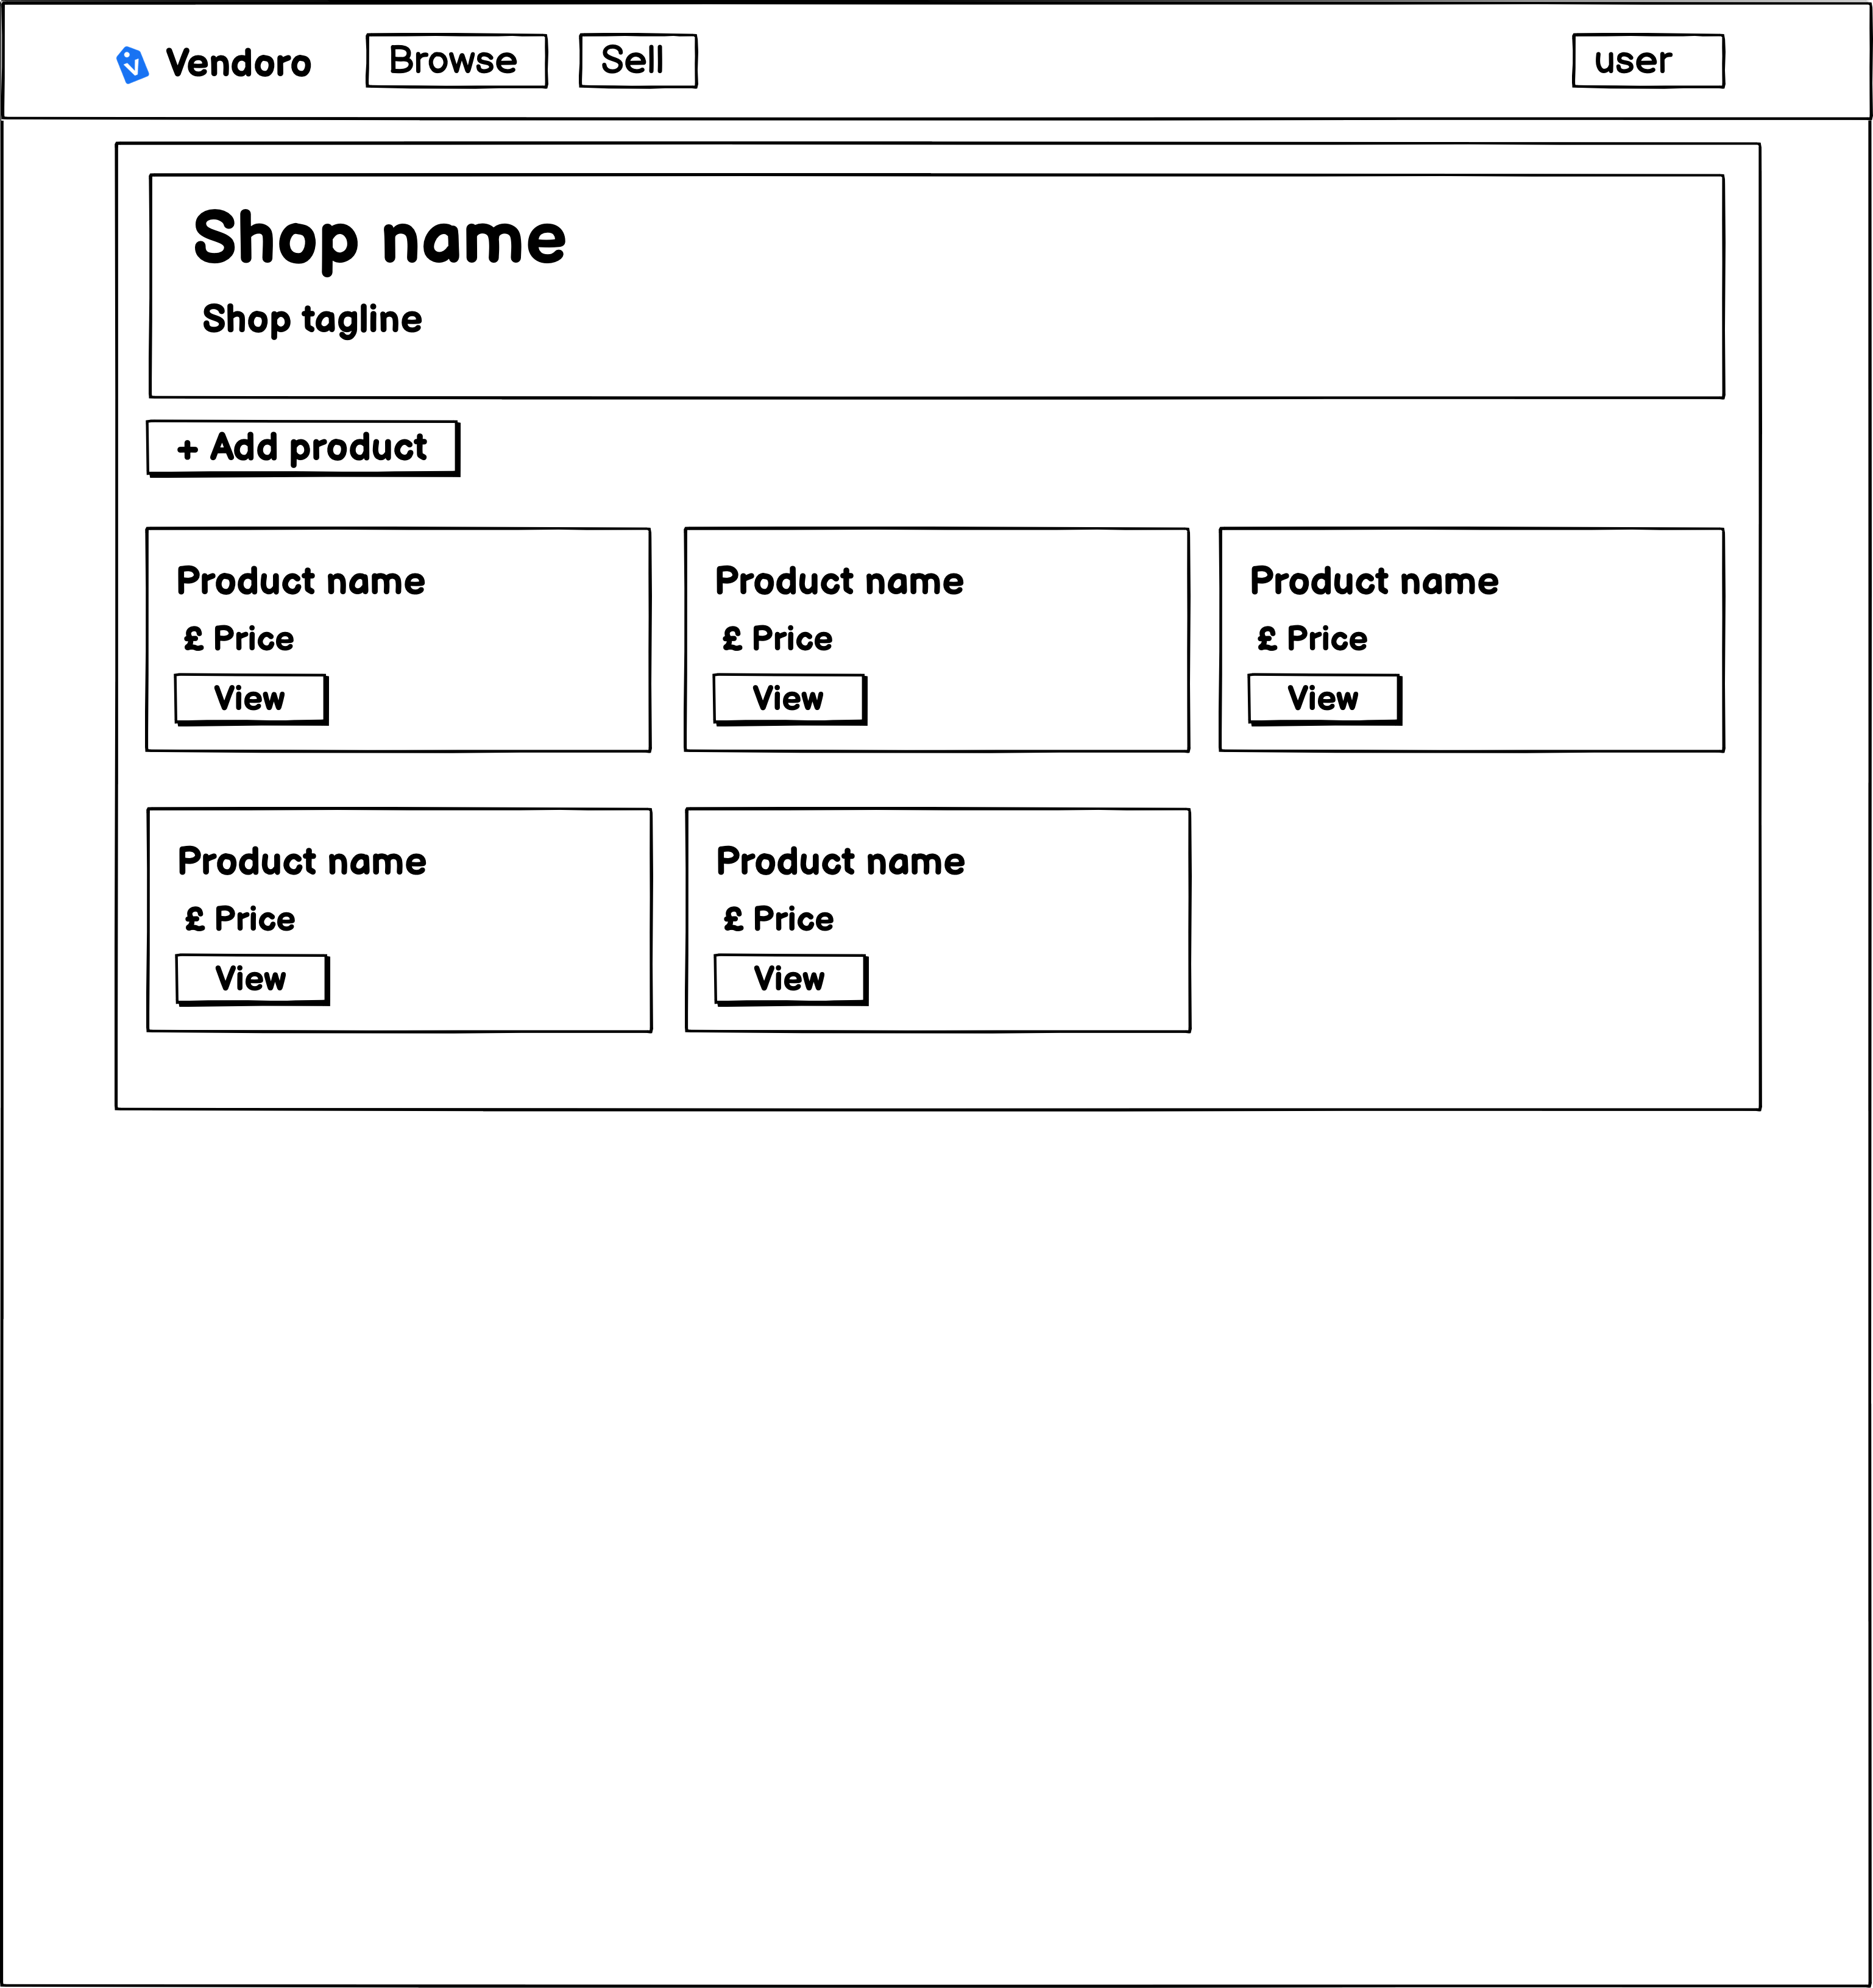 Vendoro
Browse
Sell
user
Shop name
Shop tagline
+ Add product
Product name
£ Price
View
Product name
£ Price
View
Product name
£ Price
View
Product name
£ Price
View
Product name
£ Price
View